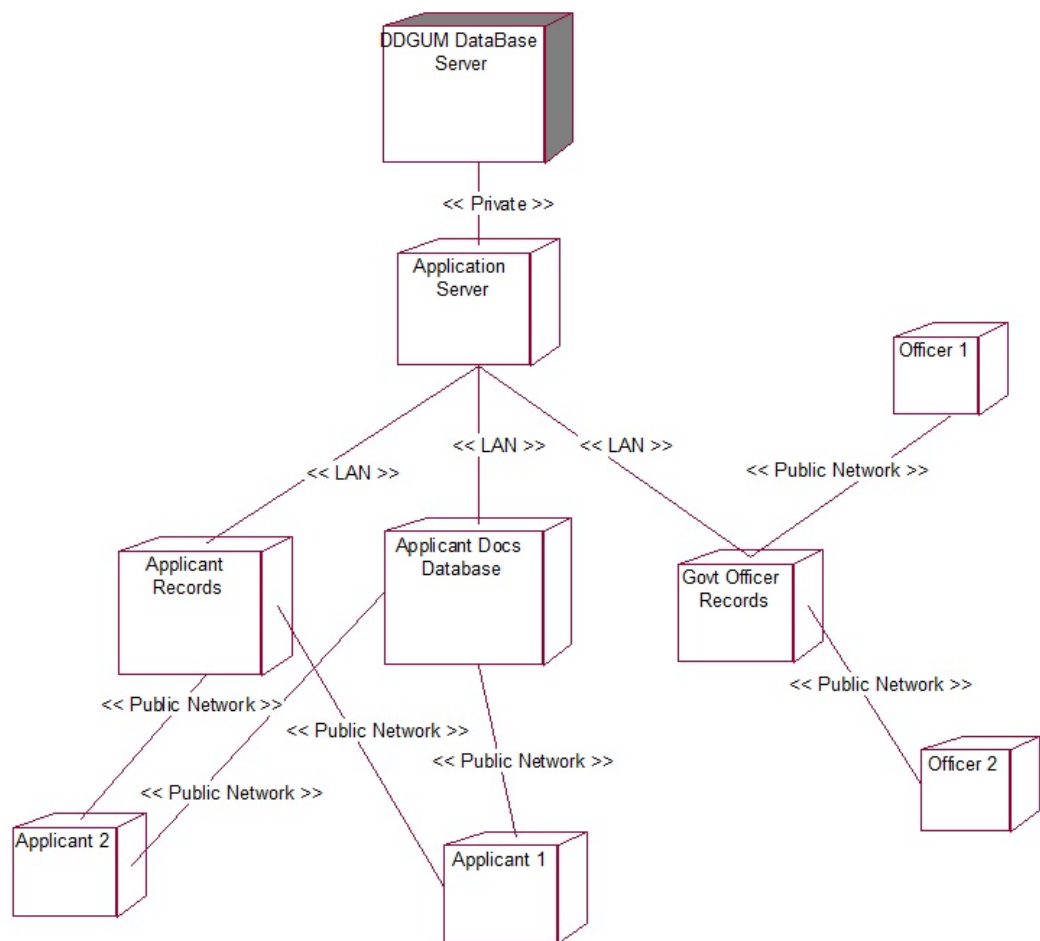 DDGUM DataBase
Server
<< Private >>
Application
Server
Officer 1
<< LAN >>
<< LAN >>
<< LAN >>
<< Public Network >>
Applicant
Records
Applicant Docs
Database
Govt Officer
Records
<< Public Network >>
<< Public Network >>
<< Public Network >>
<< Public Network >>
<< Public Network >>
Officer 2
Applicant 2
Applicant 1